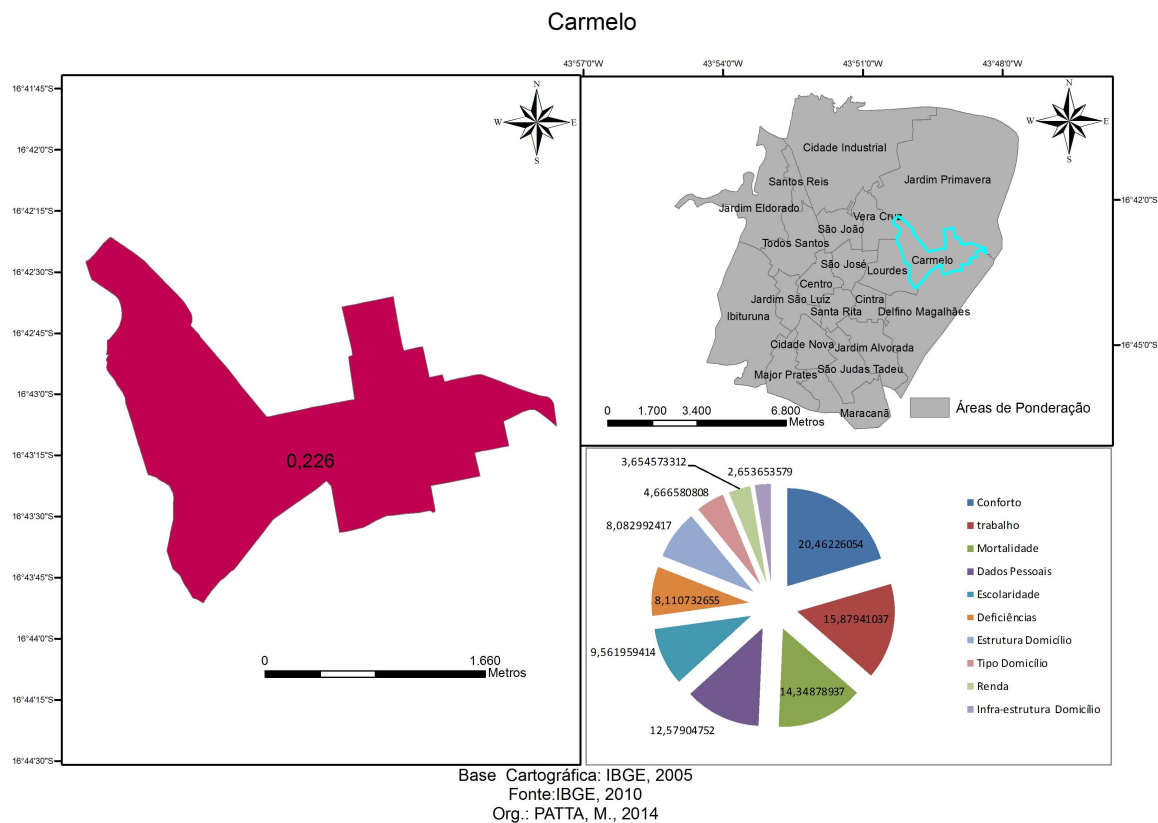 Carmelo
16°41'45"S
16°42'0"S
16°42'15"S
16°42'30"S
16°42'45"S
16°43'0"S
16°43'15"S
16°43'30"S
16°43'45"S
16°44'0"S
16°44'15"S
16°44'30"S
N
W
E
S
0,226
0
1.660
Metros
43°57'0"W
43°54'0"W
43°51'0"W
43°48'0"W
N
W
E
S
16°42'0"S
16°45'0"S
Cidade Industrial
Santos Reis
Jardim Primavera
Jardim Eldorado
Vera Cruz
São João
Todos Santos
São José
Lourdes
Carmelo
Centro
Jardim São Luiz
Cintra
Ibituruna
Santa Rita
Delfino Magalhães
Cidade Nova
Jardim Alvorada
Major Prates
São Judas Tadeu
Maracanã
Áreas de Ponderação
0
1.700
3.400
6.800
Metros
3,654573312
2,653653579
4,666580808
8,082992417
20,46226054
8,110732655
15,87941037
9,561959414
14,34878937
12,57904752
Conforto
trabalho
Mortalidade
Dados Pessoais
Escolaridade
Deficiências
Estrutura Domicílio
Tipo Domicílio
Renda
Infra-estrutura Domicílio
Base Cartográfica: IBGE, 2005
Fonte:IBGE, 2010
Org.: PATTA, M., 2014